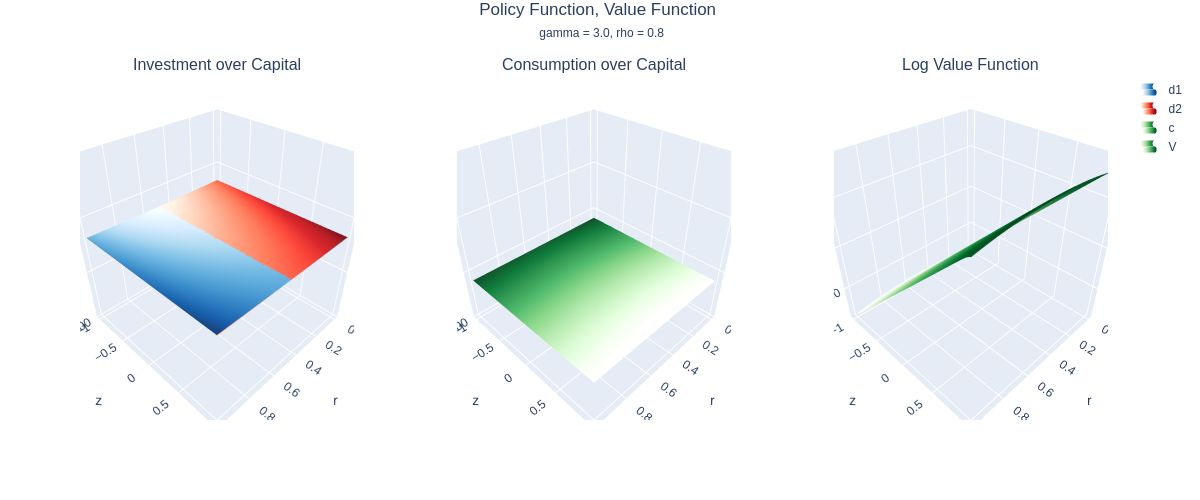 Policy Function, Value Function
gamma = 3.0, rho = 0.8
Investment over Capital
Consumption over Capital
Log Value Function
d1
d2
c
V
−0.5
0
0.5
z
0
0.2
0.4
0.6
0.8
r
−0.5
0
0.5
z
0
0.2
0.4
0.6
0.8
r
0
−1
−0.5
0
0.5
z
0
0.2
0.4
0.6
0.8
r